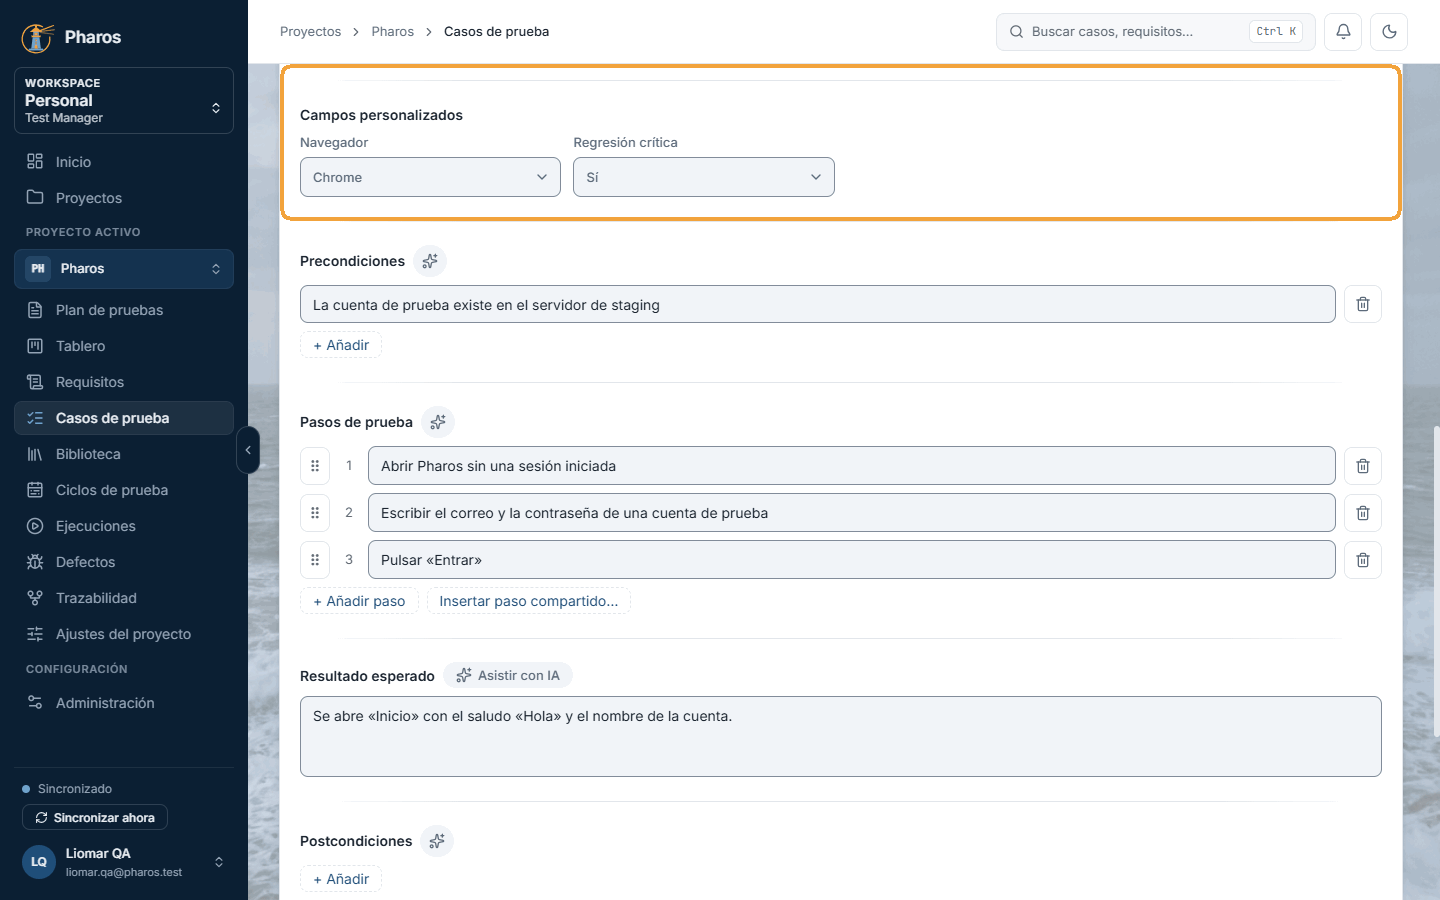 Pharos
WORKSPACE
Personal
Test Manager
Inicio
Proyectos
PROYECTO ACTIVO
PH Pharos
Plan de pruebas
Tablero
Requisitos
Casos de prueba
Biblioteca
Ciclos de prueba
Ejecuciones
Defectos
Trazabilidad
Ajustes del proyecto
CONFIGURACIÓN
Administración
Sincronizado
Sincronizar ahora
LQ
Liomar QA
liomar.qa@pharos.test
Proyectos > Pharos > Casos de prueba
Buscar casos, requisitos... Ctrl K
Campos personalizados
Navegador Regresión crítica
Chrome Sí
Precondiciones
La cuenta de prueba existe en el servidor de staging
+ Añadir
Pasos de prueba
1 Abrir Pharos sin una sesión iniciada
2 Escribir el correo y la contraseña de una cuenta de prueba
3 Pulsar «Entrar»
+ Añadir paso Insertar paso compartido...
Resultado esperado Asistir con IA
Se abre «Inicio» con el saludo «Hola» y el nombre de la cuenta.
Postcondiciones
+ Añadir